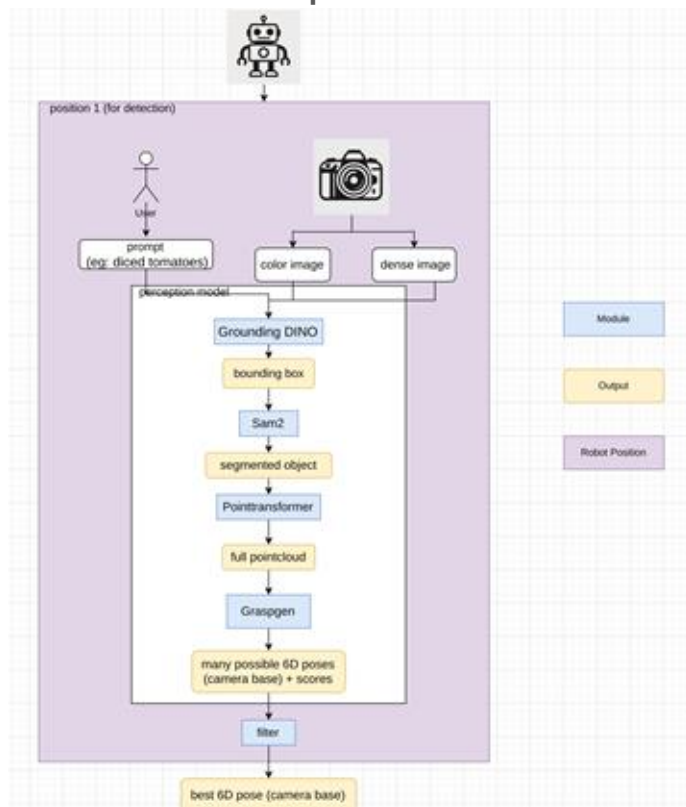 position 1 (for detection)
User
prompt
(eg: diced tomatoes)
color image
dense image
perception model
Grounding DINO
bounding box
Sam2
segmented object
Pointtransformer
full pointcloud
Graspgen
many possible 6D poses
(camera base) + scores
filter
best 6D pose (camera base)
Module
Output
Robot Position